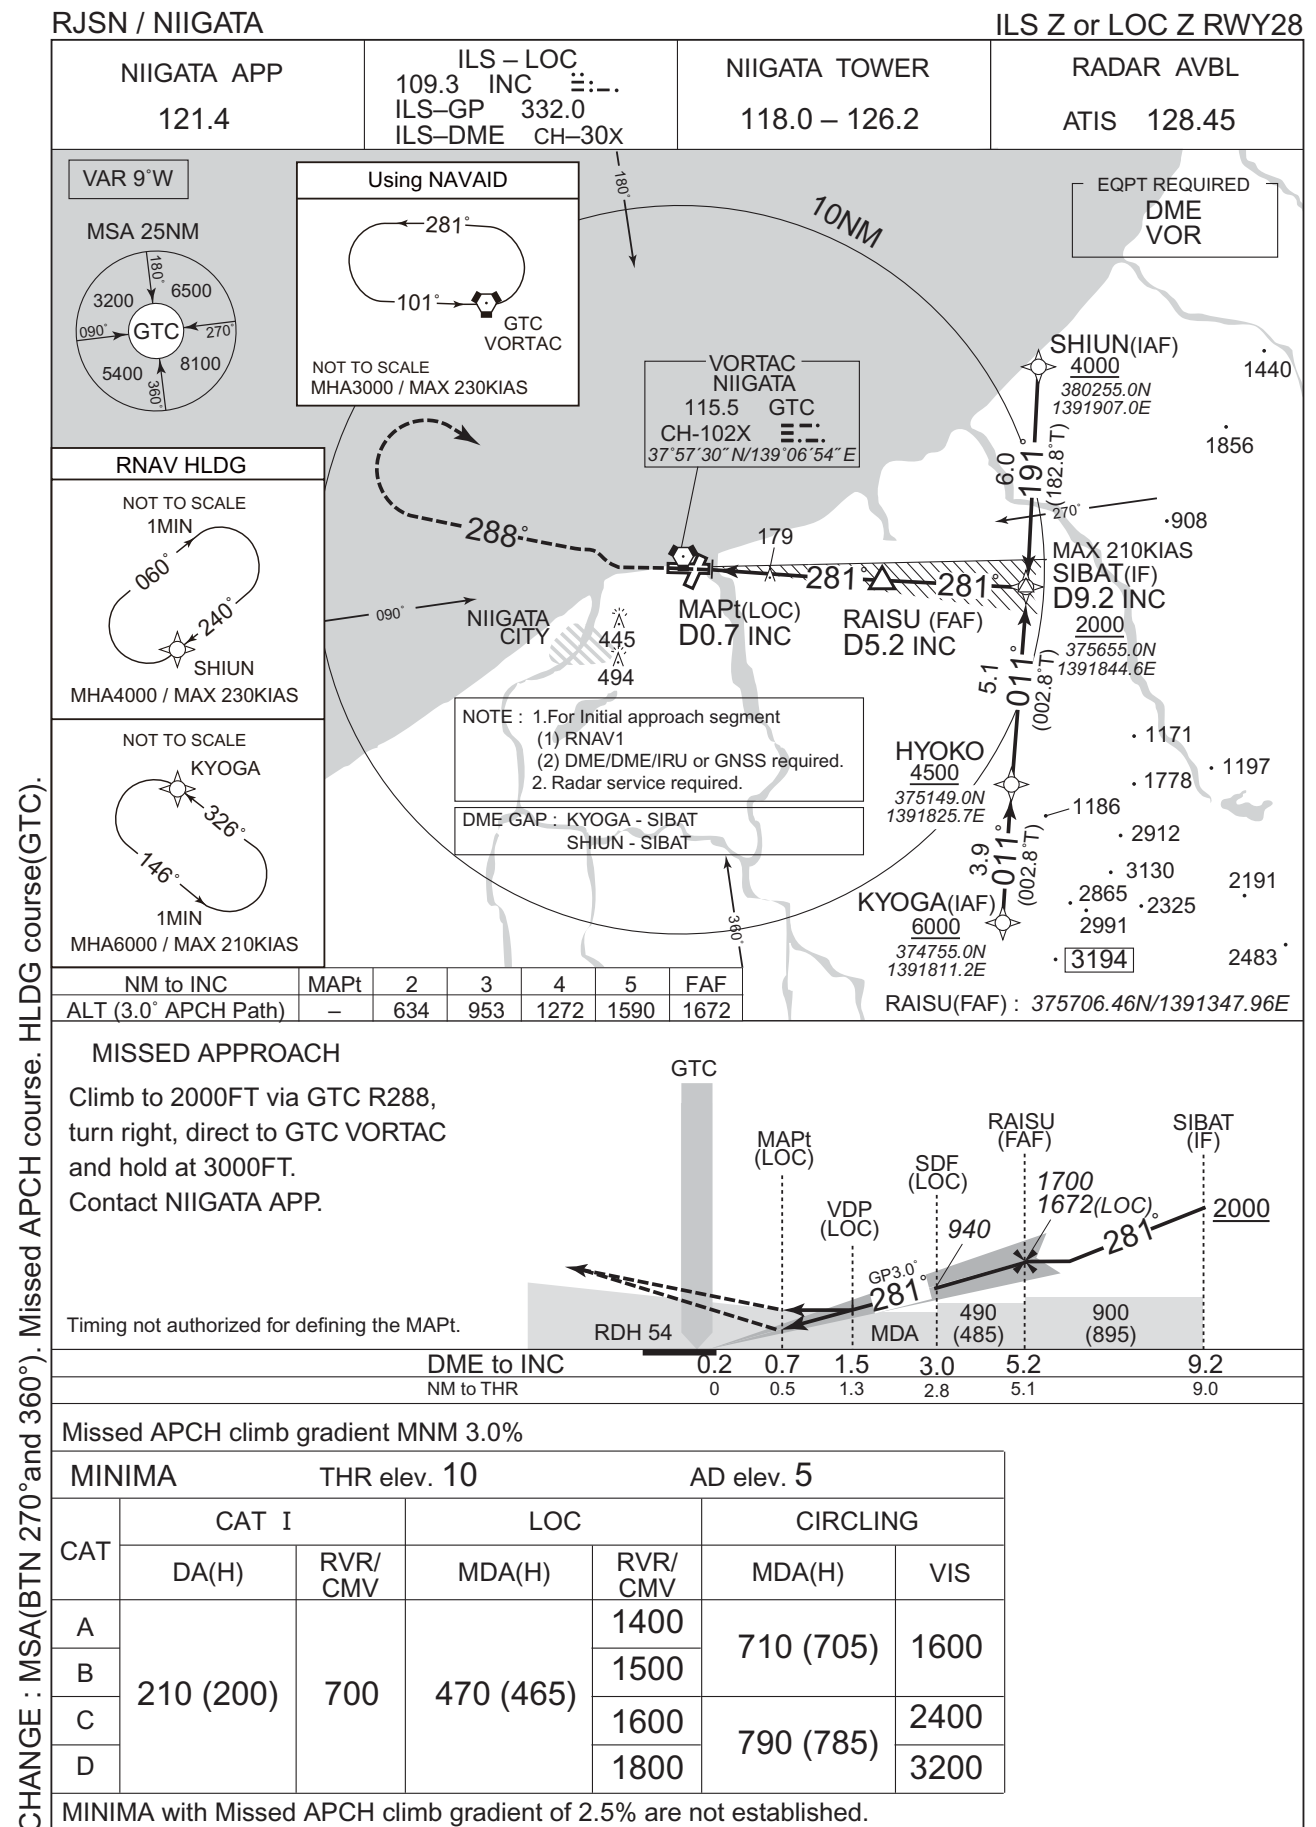 RJSN / NIIGATA
ILS Z or LOC Z RWY28
NIIGATA APP
121.4
ILS – LOC
109.3 INC
ILS–GP 332.0
ILS–DME CH–30X
NIIGATA TOWER
118.0 – 126.2
RADAR AVBL
ATIS 128.45
VAR 9°W
MSA 25NM
180°
3200
6500
090°
GTC
270°
5400
8100
360°
Using NAVAID
281°
101°
GTC
VORTAC
NOT TO SCALE
MHA3000 / MAX 230KIAS
180°
10NM
EQPT REQUIRED
DME
VOR
VORTAC
NIIGATA
115.5 GTC
CH-102X
37°57′30″N/139°06′54″E
SHIUN(IAF)
4000
380255.0N
1391907.0E
1440
1856
6.0
191°
(182.8°T)
270°
908
RNAV HLDG
NOT TO SCALE
1MIN
060°
240°
SHIUN
MHA4000 / MAX 230KIAS
NOT TO SCALE
KYOGA
326°
146°
1MIN
MHA6000 / MAX 210KIAS
288°
090°
179
281°
281°
MAX 210KIAS
SIBAT(IF)
D9.2 INC
2000
375655.0N
1391844.6E
NIIGATA
CITY
445
494
MAPt(LOC)
D0.7 INC
RAISU (FAF)
D5.2 INC
5.1
011°
(002.8°T)
NOTE : 1.For Initial approach segment
(1) RNAV1
(2) DME/DME/IRU or GNSS required.
2. Radar service required.
DME GAP : KYOGA - SIBAT
SHIUN - SIBAT
HYOKO
4500
375149.0N
1391825.7E
1171
1778
1197
1186
2912
3130
2865
2325
2191
2991
3194
2483
3.9
011°
(002.8°T)
KYOGA(IAF)
6000
374755.0N
1391811.2E
360°
RAISU(FAF) : 375706.46N/1391347.96E
NM to INC MAPt 2 3 4 5 FAF
ALT (3.0° APCH Path) – 634 953 1272 1590 1672
MISSED APPROACH
Climb to 2000FT via GTC R288,
turn right, direct to GTC VORTAC
and hold at 3000FT.
Contact NIIGATA APP.
Timing not authorized for defining the MAPt.
GTC
MAPt
(LOC)
VDP
(LOC)
SDF
(LOC)
RAISU
(FAF)
SIBAT
(IF)
940
1700
1672(LOC)
2000
281°
GP3.0°
281°
RDH 54
MDA
490
(485)
900
(895)
DME to INC 0.2 0.7 1.5 3.0 5.2 9.2
NM to THR 0 0.5 1.3 2.8 5.1 9.0
Missed APCH climb gradient MNM 3.0%
MINIMA THR elev. 10 AD elev. 5
CAT CAT I LOC CIRCLING
DA(H) RVR/CMV MDA(H) RVR/CMV MDA(H) VIS
A 1400
B 1500
C 1600
D 1800
210 (200) 700 470 (465)
710 (705) 1600
790 (785) 2400
3200
MINIMA with Missed APCH climb gradient of 2.5% are not established.
CHANGE : MSA(BTN 270°and 360°). Missed APCH course. HLDG course(GTC).